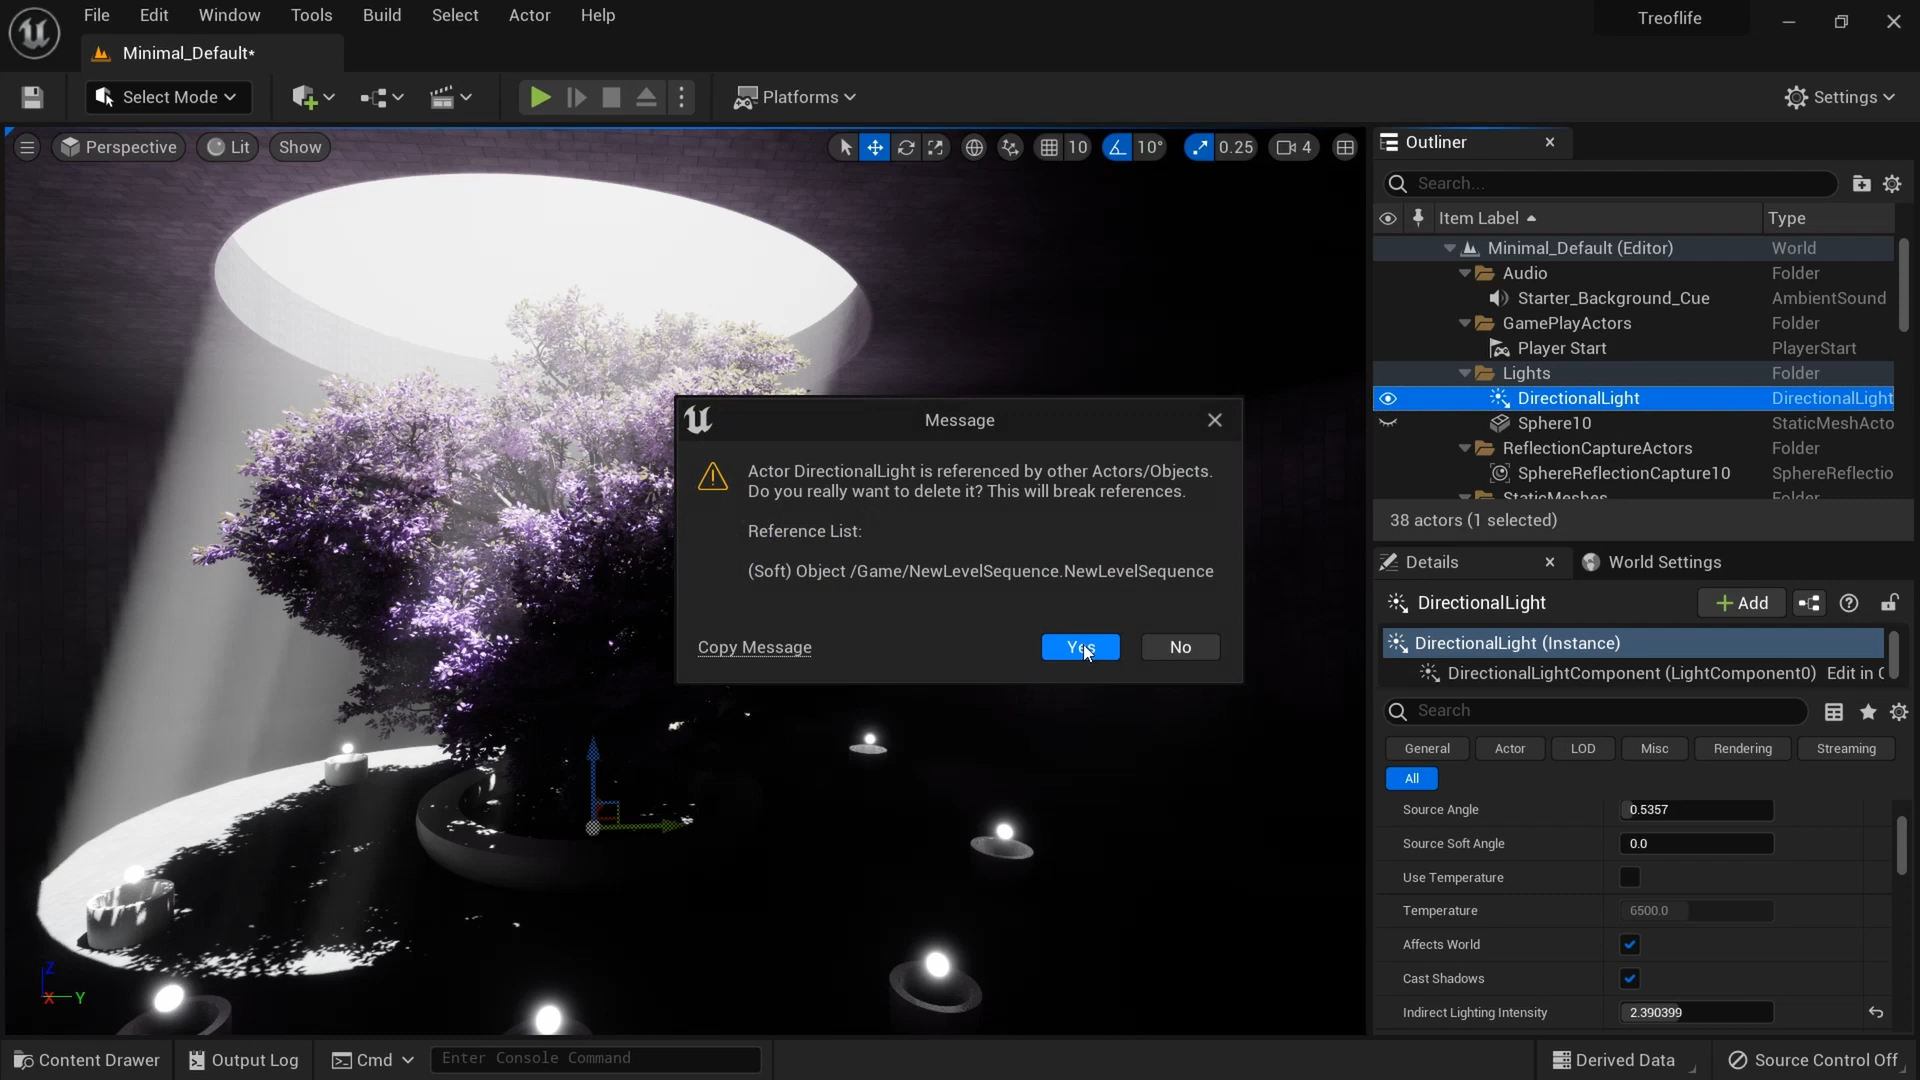 File Edit Window Tools Build Select Actor Help
Treoflife
Minimal_Default*
Select Mode
Platforms
Settings
Perspective
Lit
Show
10
10°
0.25
4
Outliner
Search...
Item Label
Type
Minimal_Default (Editor) World
Audio Folder
Starter_Background_Cue AmbientSound
GamePlayActors Folder
Player Start PlayerStart
Lights Folder
DirectionalLight DirectionalLight
Sphere10 StaticMeshActo
ReflectionCaptureActors Folder
SphereReflectionCapture10 SphereReflectio
StaticMeshes Folder
38 actors (1 selected)
Message
Actor DirectionalLight is referenced by other Actors/Objects.
Do you really want to delete it? This will break references.
Reference List:
(Soft) Object /Game/NewLevelSequence.NewLevelSequence
Copy Message
Yes
No
Details
World Settings
DirectionalLight
Add
DirectionalLight (Instance)
DirectionalLightComponent (LightComponent0) Edit in C
Search
General Actor LOD Misc Rendering Streaming
All
Source Angle 0.5357
Source Soft Angle 0.0
Use Temperature
Temperature 6500.0
Affects World
Cast Shadows
Indirect Lighting Intensity 2.390399
Z
X Y
Content Drawer
Output Log
Cmd
Enter Console Command
Derived Data
Source Control Off